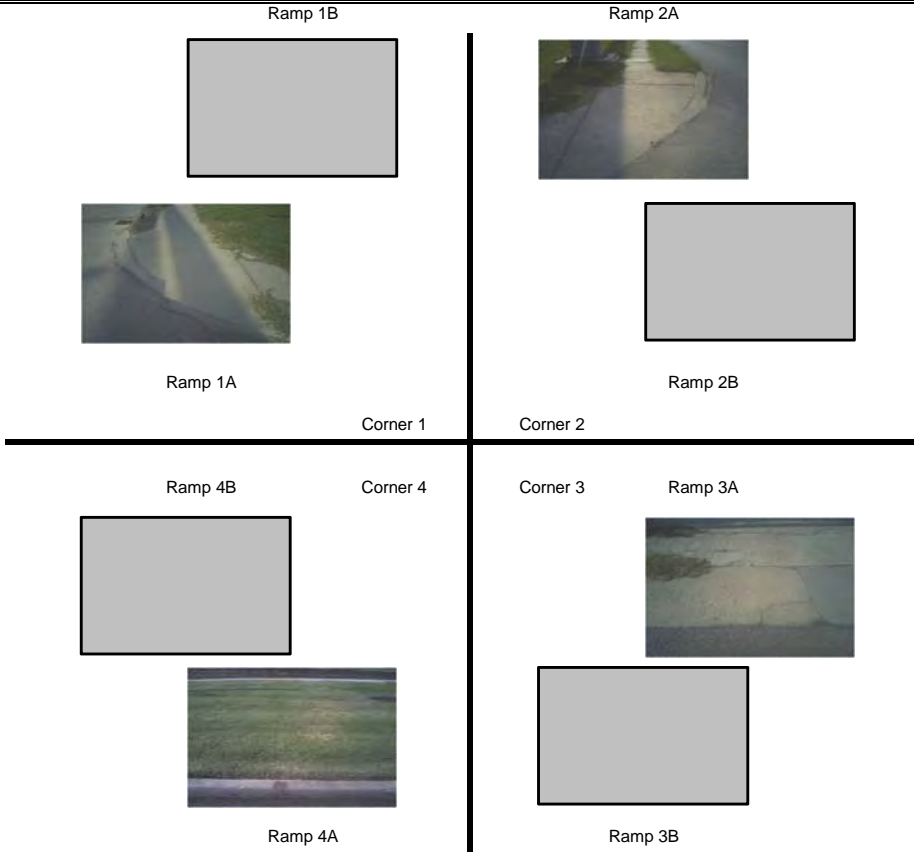 Ramp 1B Ramp 2A
Ramp 1A Ramp 2B
Corner 1 Corner 2
Ramp 4B Corner 4 Corner 3 Ramp 3A
Ramp 4A Ramp 3B